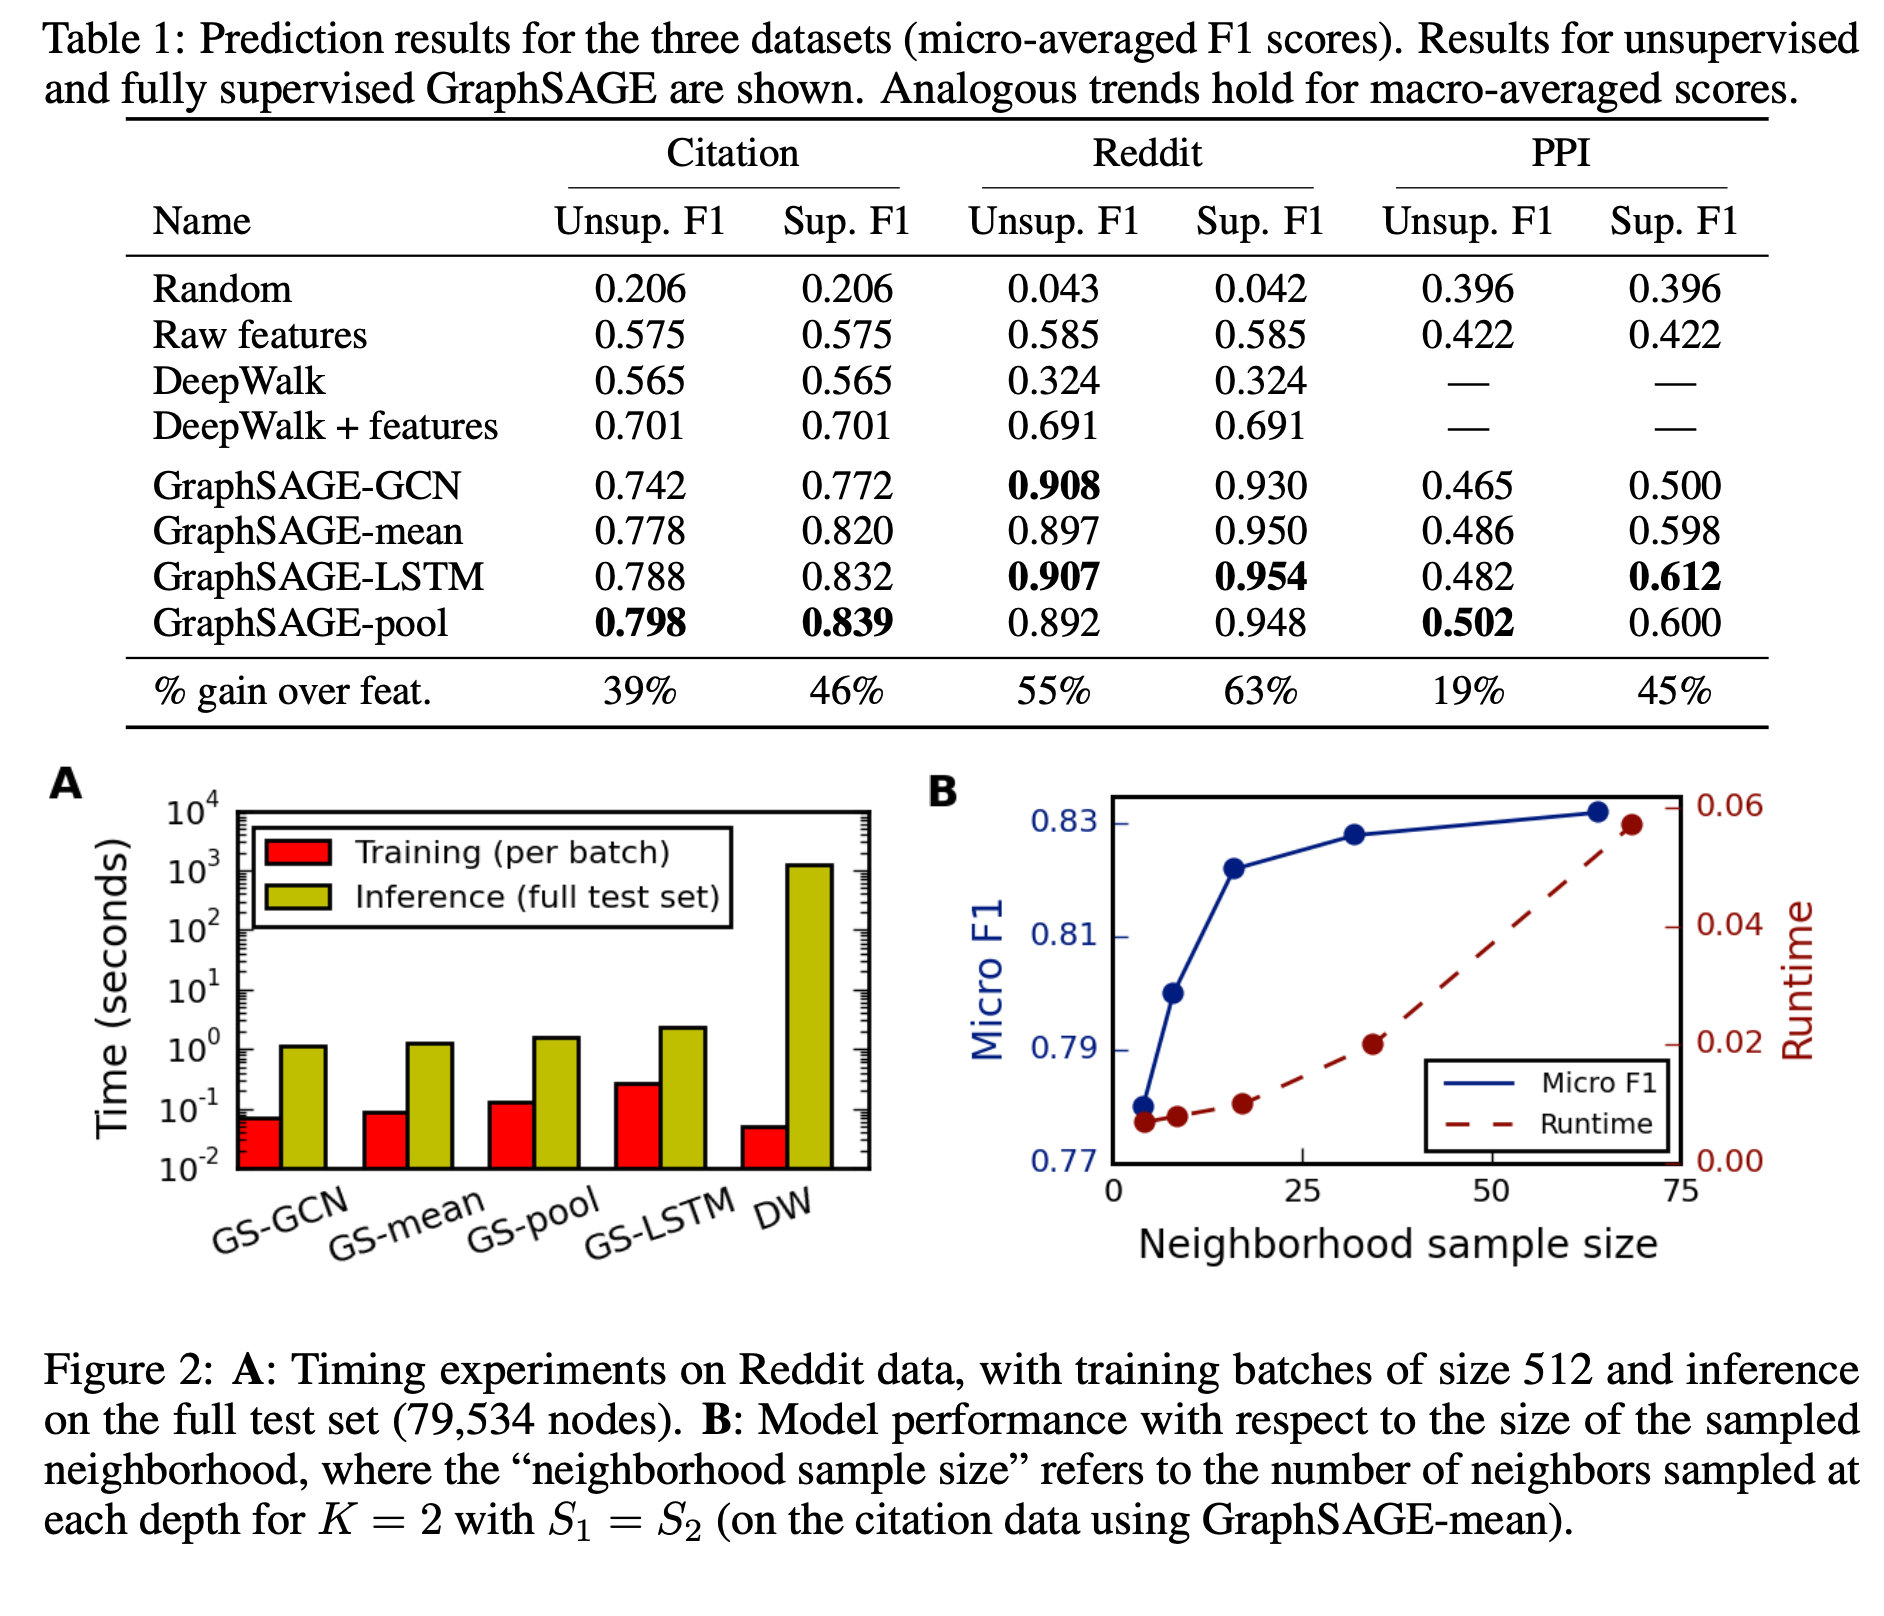 Table 1: Prediction results for the three datasets (micro-averaged F1 scores). Results for unsupervised
and fully supervised GraphSAGE are shown. Analogous trends hold for macro-averaged scores.
Citation Reddit PPI
Name Unsup. F1 Sup. F1 Unsup. F1 Sup. F1 Unsup. F1 Sup. F1
Random 0.206 0.206 0.043 0.042 0.396 0.396
Raw features 0.575 0.575 0.585 0.585 0.422 0.422
DeepWalk 0.565 0.565 0.324 0.324 — —
DeepWalk + features 0.701 0.701 0.691 0.691 — —
GraphSAGE-GCN 0.742 0.772 0.908 0.930 0.465 0.500
GraphSAGE-mean 0.778 0.820 0.897 0.950 0.486 0.598
GraphSAGE-LSTM 0.788 0.832 0.907 0.954 0.482 0.612
GraphSAGE-pool 0.798 0.839 0.892 0.948 0.502 0.600
% gain over feat. 39% 46% 55% 63% 19% 45%
A
Time (seconds)
10^4
10^3
10^2
10^1
10^0
10^-1
10^-2
Training (per batch)
Inference (full test set)
GS-GCN GS-mean GS-pool GS-LSTM DW
B
Micro F1
0.83
0.81
0.79
0.77
0.06
0.04
0.02
0.00
Runtime
Micro F1
Runtime
0 25 50 75
Neighborhood sample size
Figure 2: A: Timing experiments on Reddit data, with training batches of size 512 and inference
on the full test set (79,534 nodes). B: Model performance with respect to the size of the sampled
neighborhood, where the “neighborhood sample size” refers to the number of neighbors sampled at
each depth for K = 2 with S₁ = S₂ (on the citation data using GraphSAGE-mean).